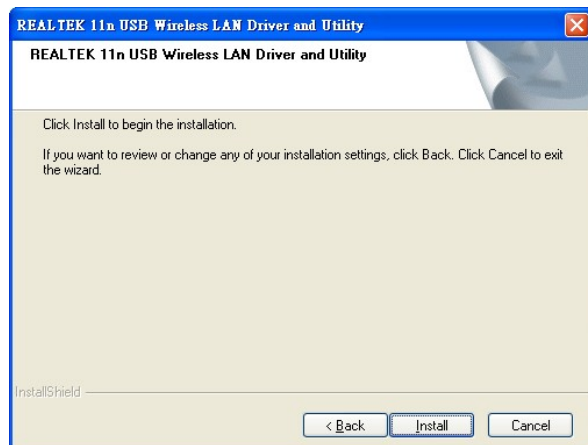 REALTEK 11n USB Wireless LAN Driver and Utility
REALTEK 11n USB Wireless LAN Driver and Utility
Click Install to begin the installation.
If you want to review or change any of your installation settings, click Back. Click Cancel to exit
the wizard.
InstallShield
< Back
Install
Cancel